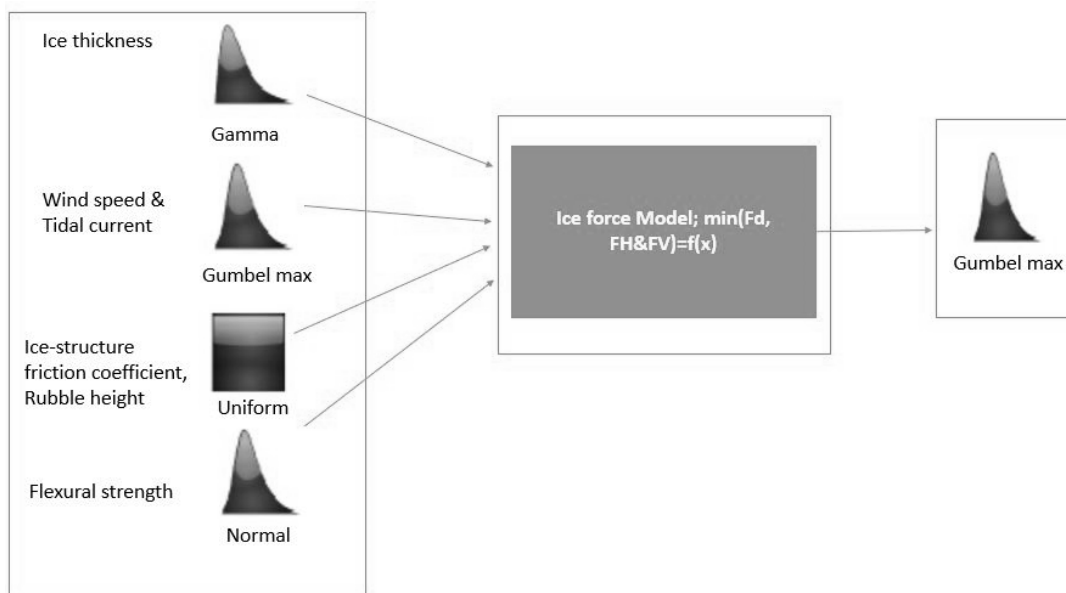 Ice thickness
Gamma
Wind speed &
Tidal current
Gumbel max
Ice-structure
friction coefficient,
Rubble height
Uniform
Flexural strength
Normal
Ice force Model; min(Fd,
FH&FV)=f(x)
Gumbel max